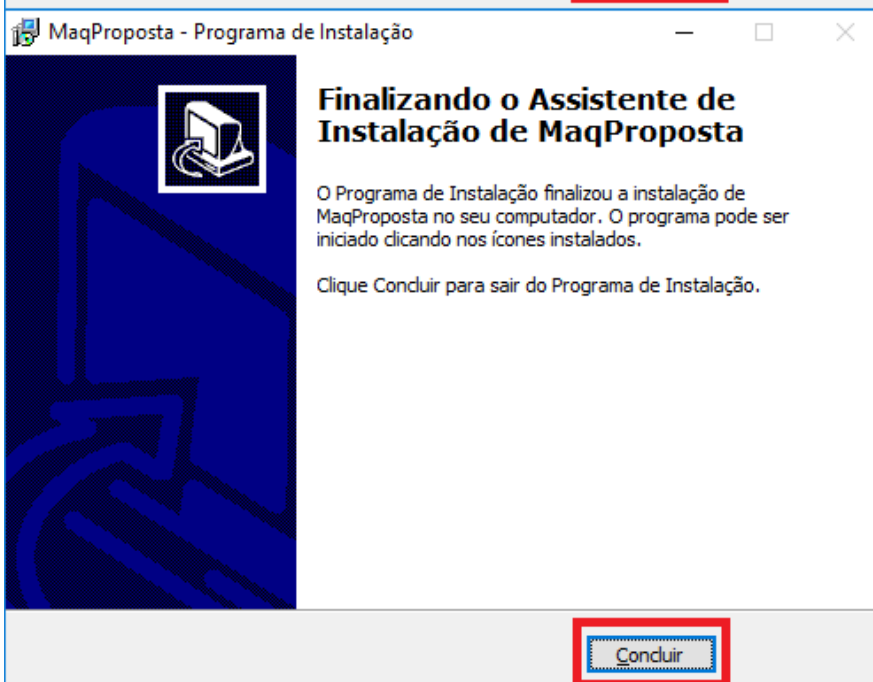 MaqProposta - Programa de Instalação
Finalizando o Assistente de
Instalação de MaqProposta
O Programa de Instalação finalizou a instalação de
MaqProposta no seu computador. O programa pode ser
iniciado clicando nos ícones instalados.
Clique Concluir para sair do Programa de Instalação.
Concluir